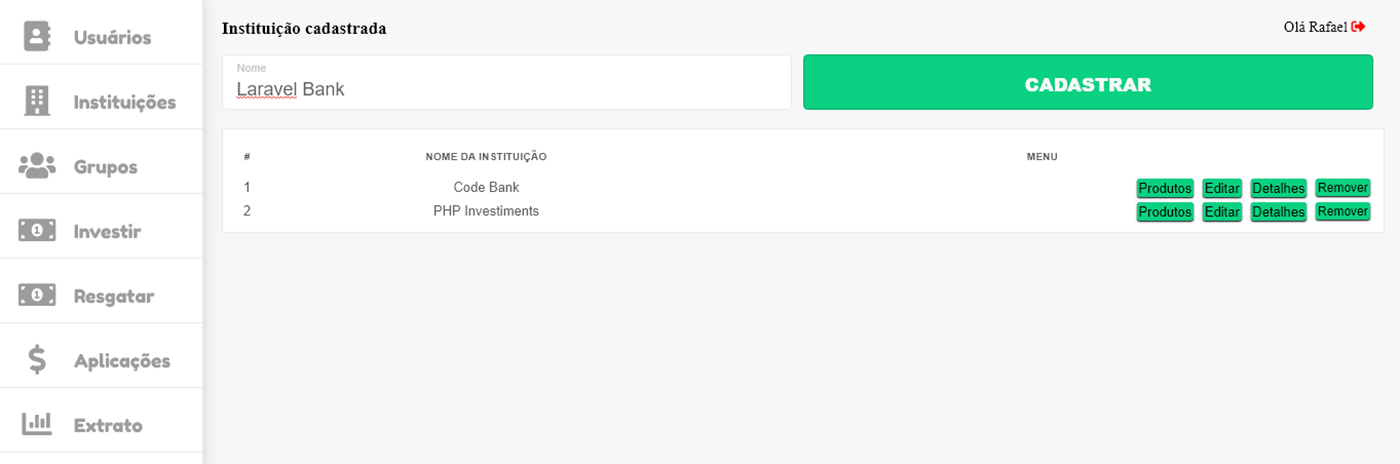 Usuários
Instituições
Grupos
Investir
Resgatar
Aplicações
Extrato
Instituição cadastrada
Olá Rafael
Nome
Laravel Bank
CADASTRAR
# NOME DA INSTITUIÇÃO MENU
1 Code Bank Produtos Editar Detalhes Remover
2 PHP Investiments Produtos Editar Detalhes Remover